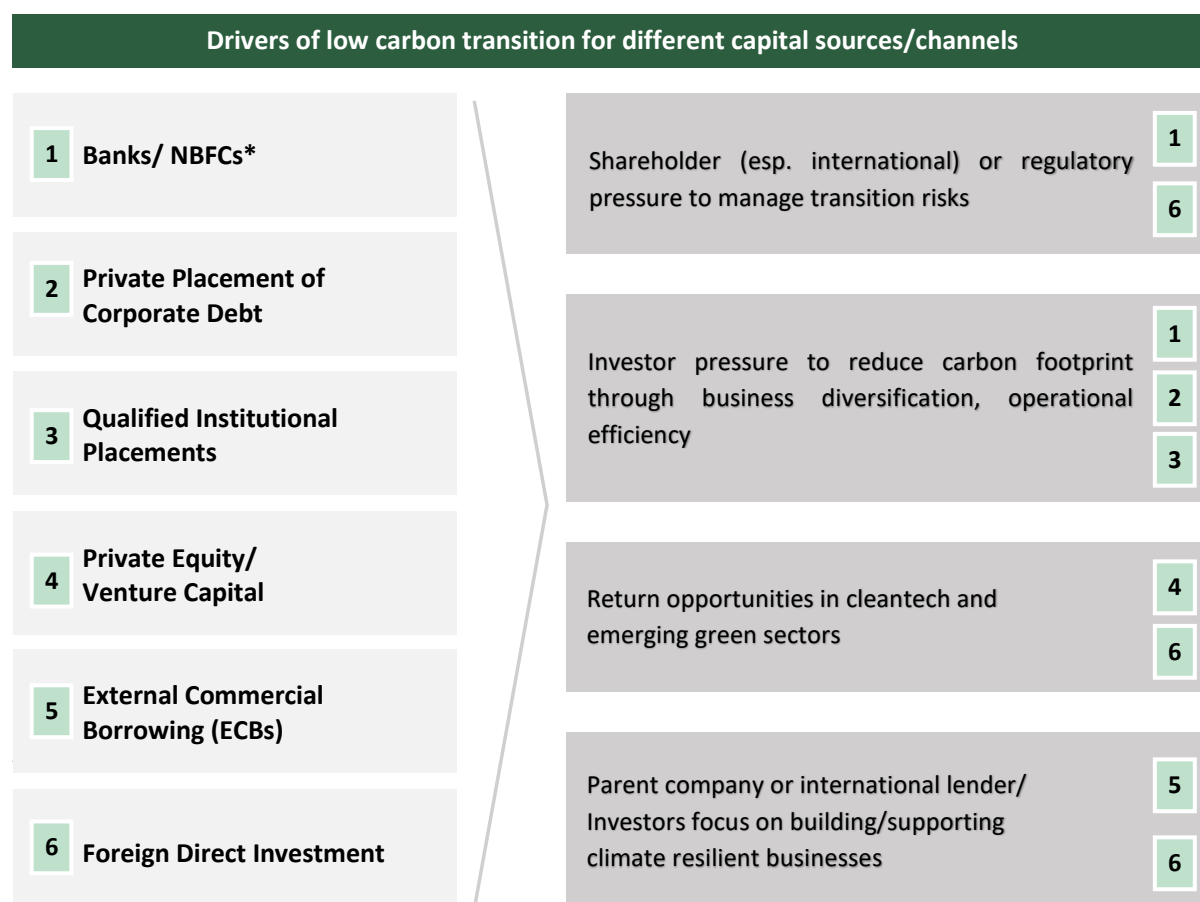 Drivers of low carbon transition for different capital sources/channels
1
Banks/ NBFCs*
2
Private Placement of
Corporate Debt
3
Qualified Institutional
Placements
4
Private Equity/
Venture Capital
5
External Commercial
Borrowing (ECBs)
6
Foreign Direct Investment
Shareholder (esp. international) or regulatory
pressure to manage transition risks
1
6
Investor pressure to reduce carbon footprint
through business diversification, operational
efficiency
1
2
3
Return opportunities in cleantech and
emerging green sectors
4
6
Parent company or international lender/
Investors focus on building/supporting
climate resilient businesses
5
6